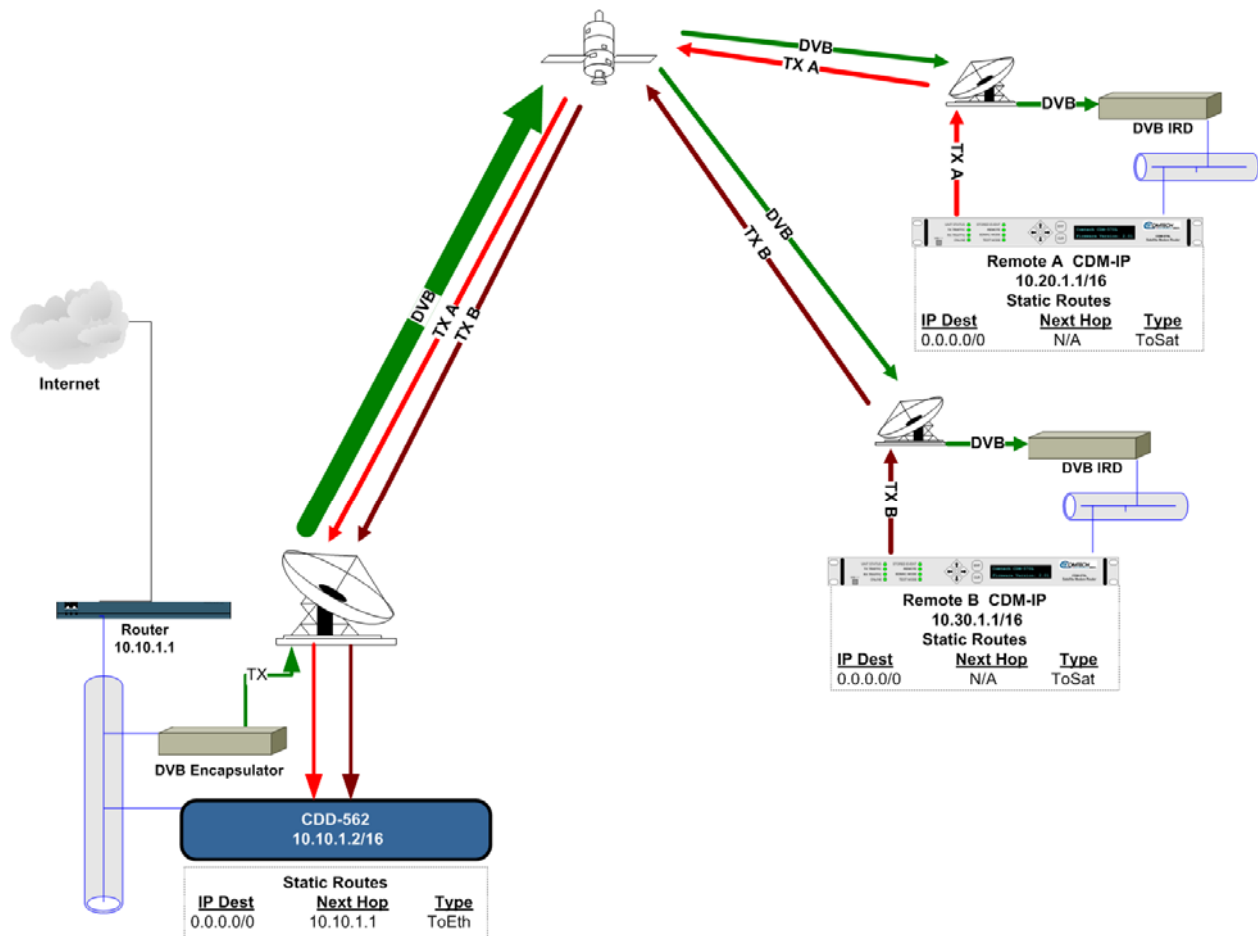 DVB
TX A
DVB
DVB IRD
TX A
DVB
TX B
COMTECH
Remote A CDM-IP
10.20.1.1/16
Static Routes
IP Dest Next Hop Type
0.0.0.0/0 N/A ToSat
DVB
TX A
TX B
Internet
DVB
DVB IRD
TX B
COMTECH
Remote B CDM-IP
10.30.1.1/16
Static Routes
IP Dest Next Hop Type
0.0.0.0/0 N/A ToSat
Router
10.10.1.1
TX
DVB Encapsulator
CDD-562
10.10.1.2/16
Static Routes
IP Dest Next Hop Type
0.0.0.0/0 10.10.1.1 ToEth